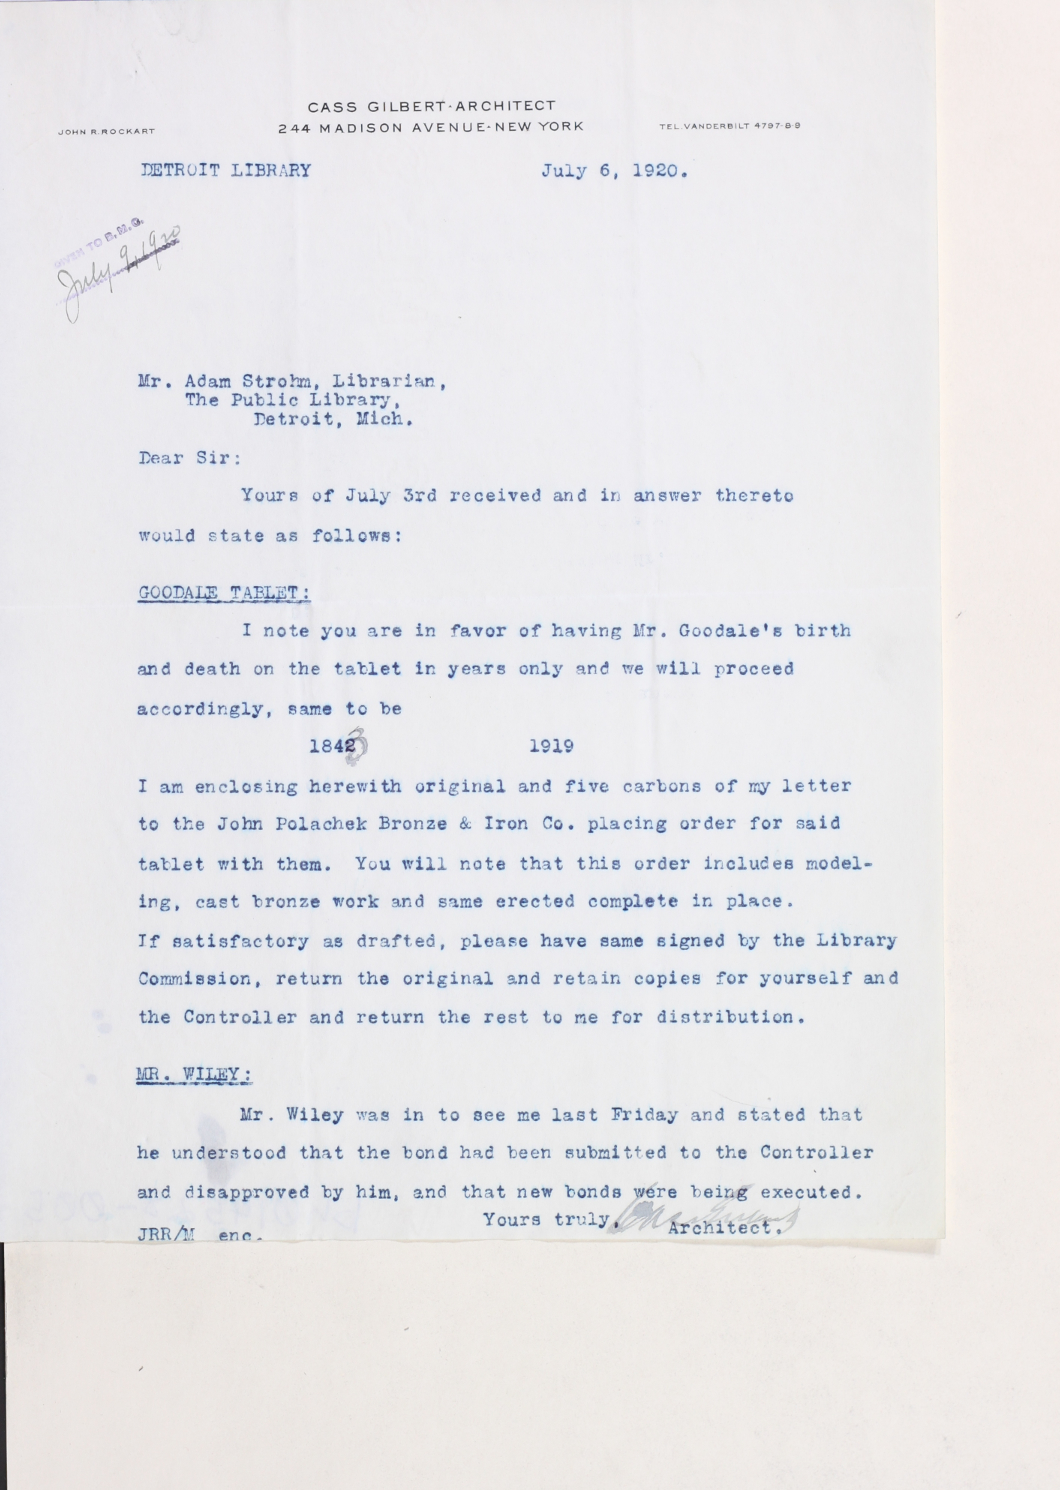 CASS GILBERT·ARCHITECT
JOHN R. ROCKART 244 MADISON AVENUE·NEW YORK TEL. VANDERBILT 4797-8-9
DETROIT LIBRARY July 6, 1920.
GIVEN TO B.M.G.
July 9, 1920
Mr. Adam Strohm, Librarian,
The Public Library,
Detroit, Mich.
Dear Sir:
Yours of July 3rd received and in answer thereto
would state as follows:
GOODALE TABLET:
I note you are in favor of having Mr. Goodale's birth
and death on the tablet in years only and we will proceed
accordingly, same to be
1843 1919
I am enclosing herewith original and five carbons of my letter
to the John Polachek Bronze & Iron Co. placing order for said
tablet with them. You will note that this order includes model-
ing, cast bronze work and same erected complete in place.
If satisfactory as drafted, please have same signed by the Library
Commission, return the original and retain copies for yourself and
the Controller and return the rest to me for distribution.
MR. WILEY:
Mr. Wiley was in to see me last Friday and stated that
he understood that the bond had been submitted to the Controller
and disapproved by him, and that new bonds were being executed.
Yours truly, Cass Gilbert
JRR/M enc. Architect.